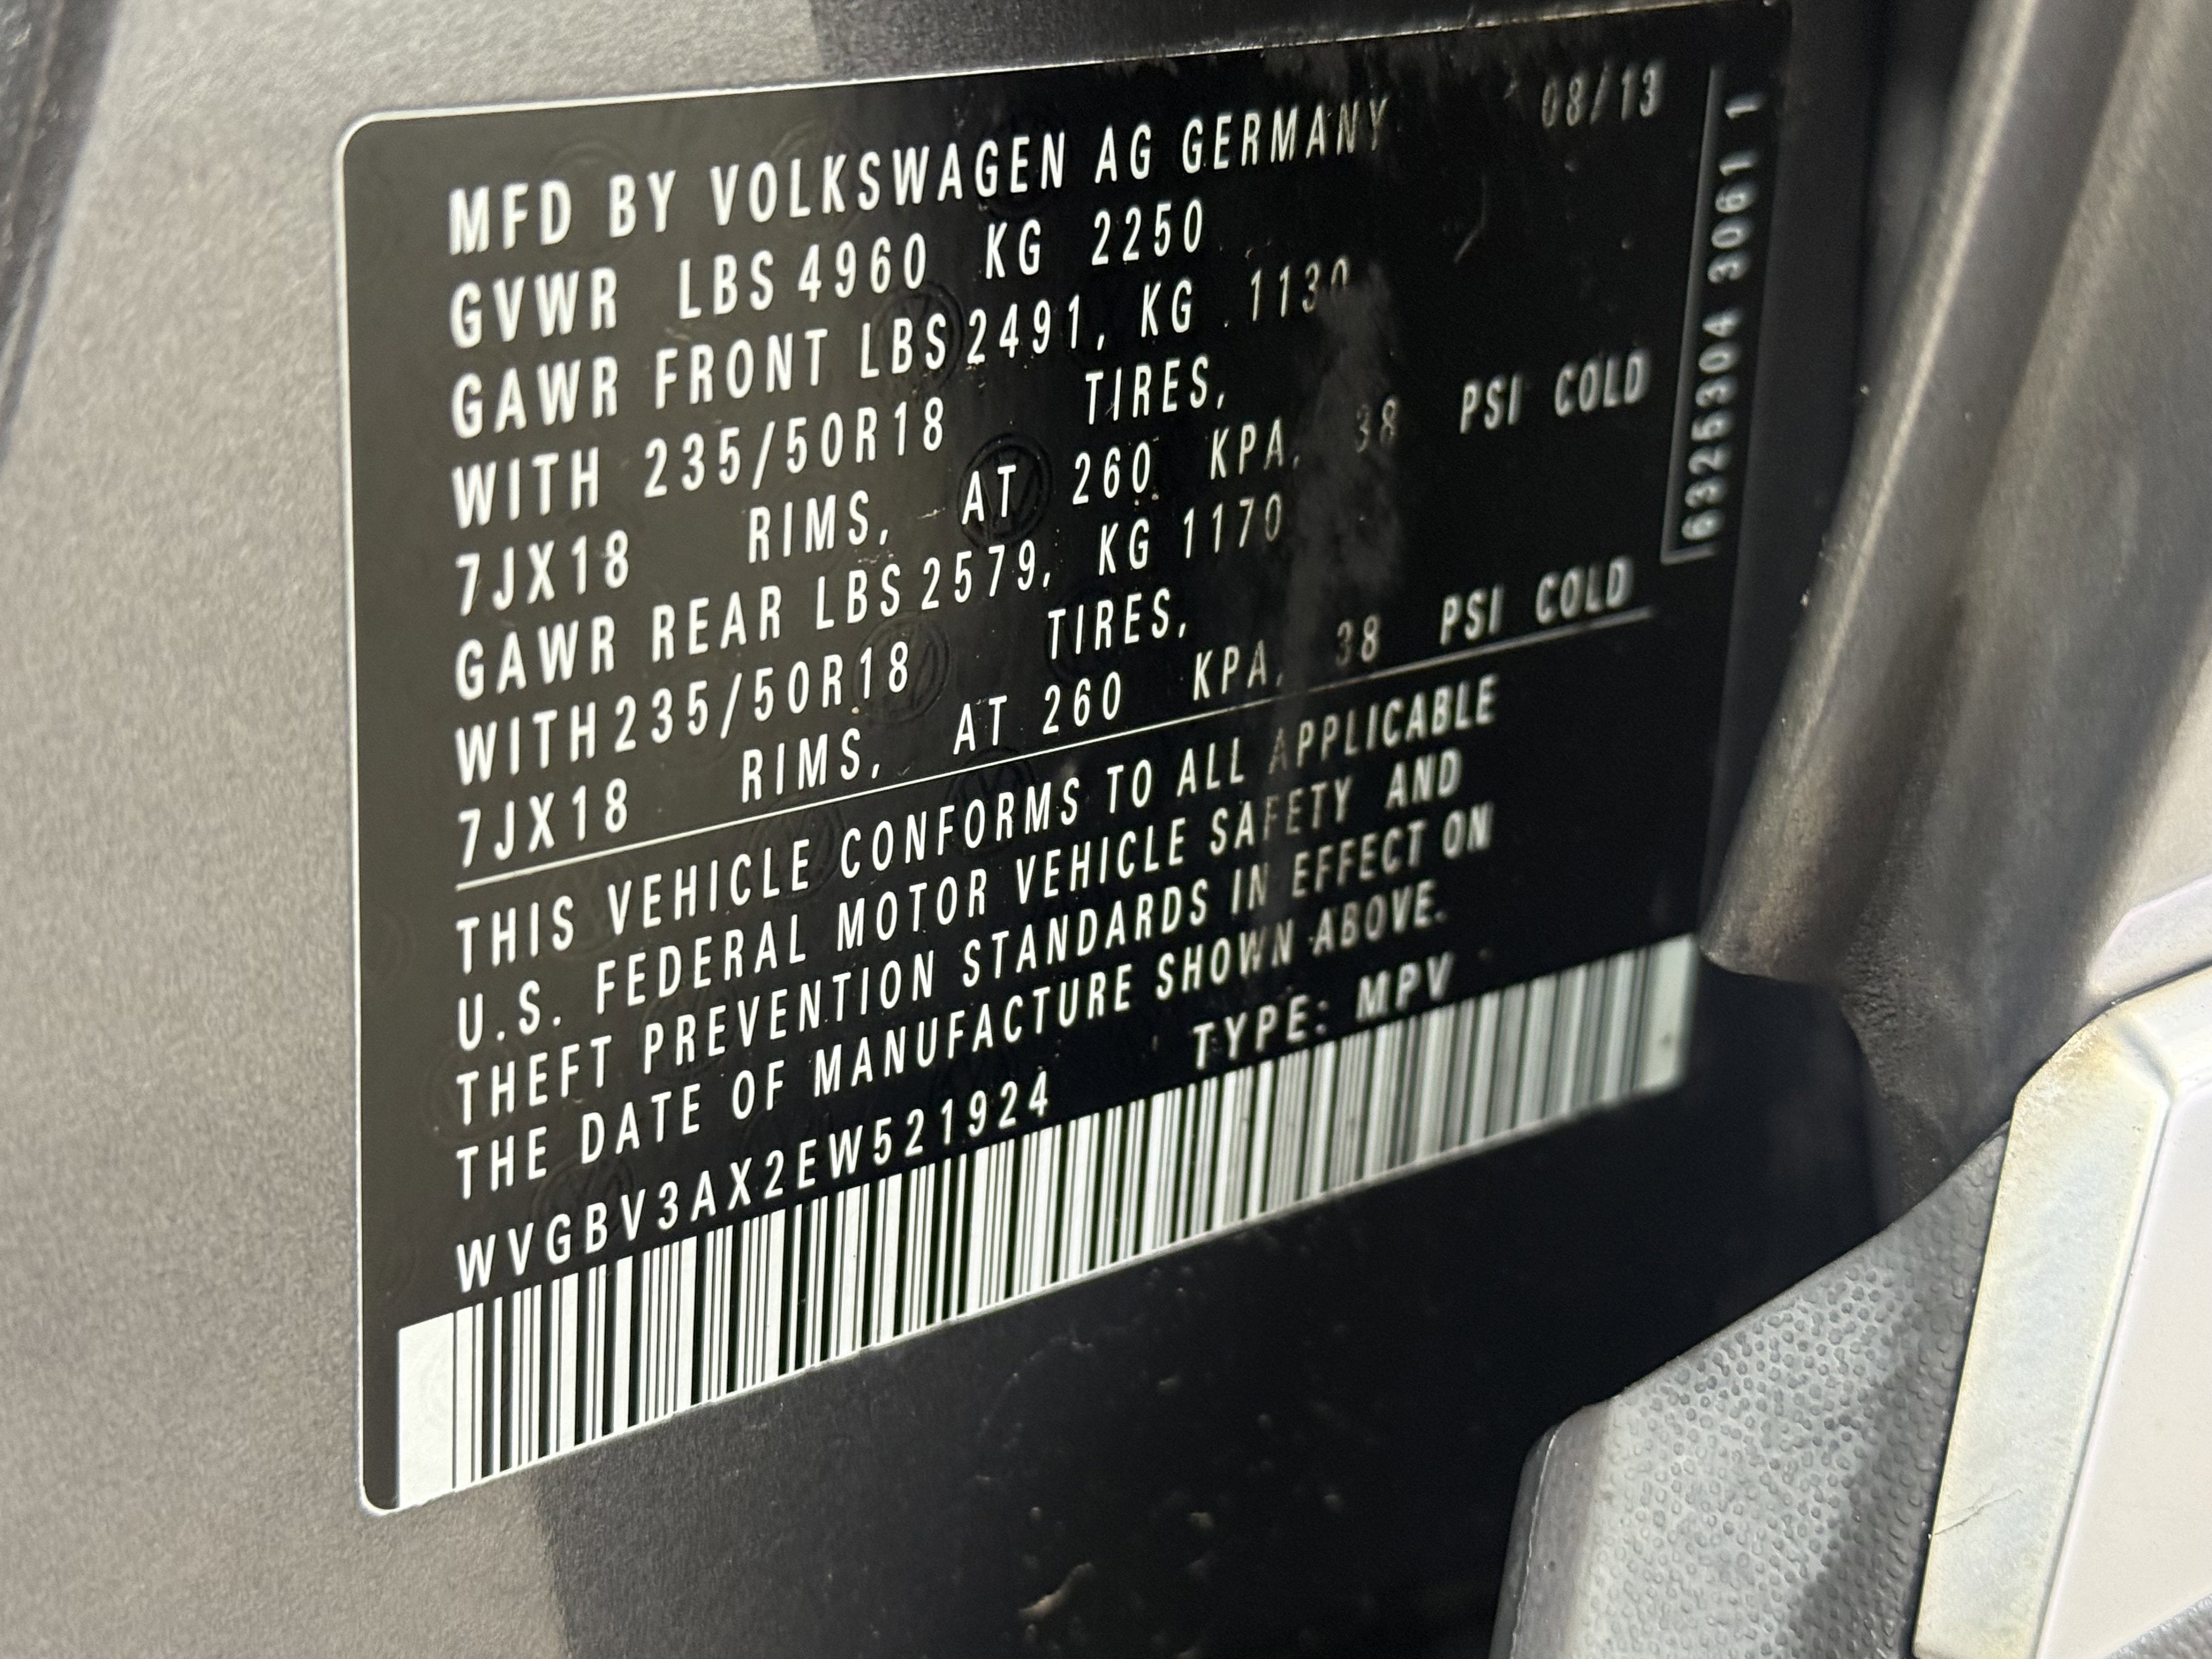 MFD BY VOLKSWAGEN AG GERMANY 08/13
GVWR LBS 4960 KG 2250
GAWR FRONT LBS 2491, KG 1130
WITH 235/50R18 TIRES,
7JX18 RIMS, AT 260 KPA, 38 PSI COLD
GAWR REAR LBS 2579, KG 1170
WITH 235/50R18 TIRES,
7JX18 RIMS, AT 260 KPA, 38 PSI COLD
THIS VEHICLE CONFORMS TO ALL APPLICABLE
U.S. FEDERAL MOTOR VEHICLE SAFETY AND
THEFT PREVENTION STANDARDS IN EFFECT ON
THE DATE OF MANUFACTURE SHOWN ABOVE.
WVGBV3AX2EW521924 TYPE: MPV
6325304 3061 1